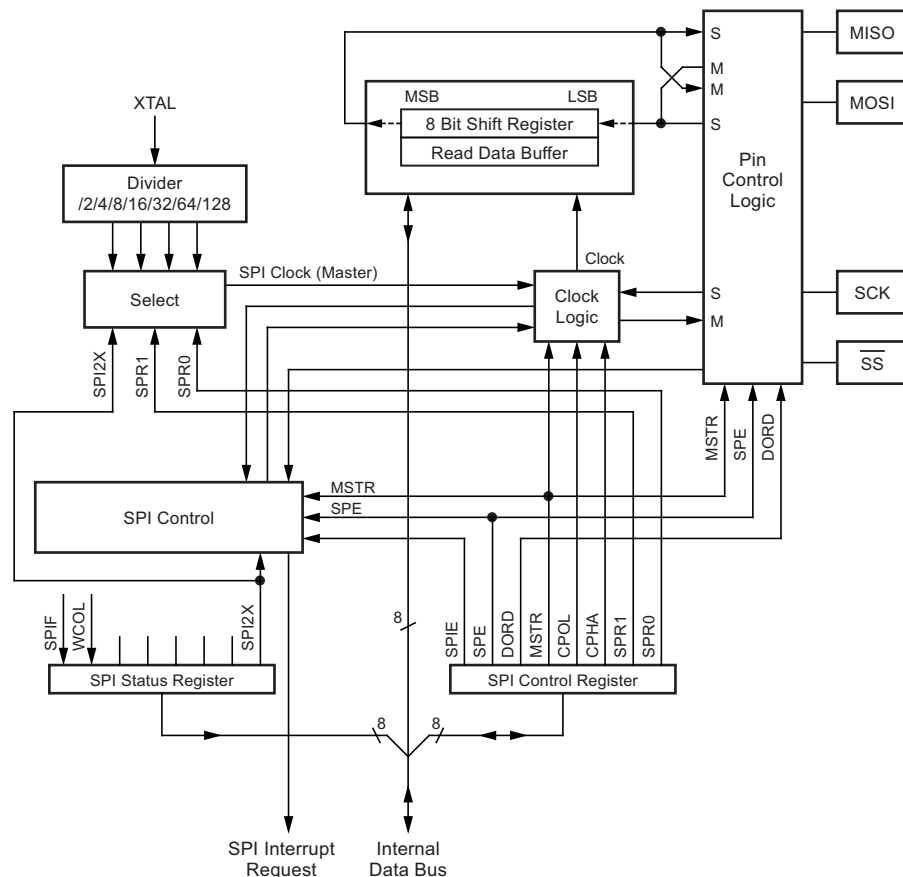 XTAL
Divider
/2/4/8/16/32/64/128
Select
SPI Clock (Master)
SPI2X
SPR1
SPR0
MSB
LSB
8 Bit Shift Register
Read Data Buffer
Clock
Clock
Logic
S
M
M
S
Pin
Control
Logic
S
M
MISO
MOSI
SCK
SS
MSTR
SPE
DORD
SPI Control
MSTR
SPE
SPIF
WCOL
SPI2X
SPI Status Register
8
SPIE
SPE
DORD
MSTR
CPOL
CPHA
SPR1
SPR0
SPI Control Register
8
8
SPI Interrupt
Request
Internal
Data Bus